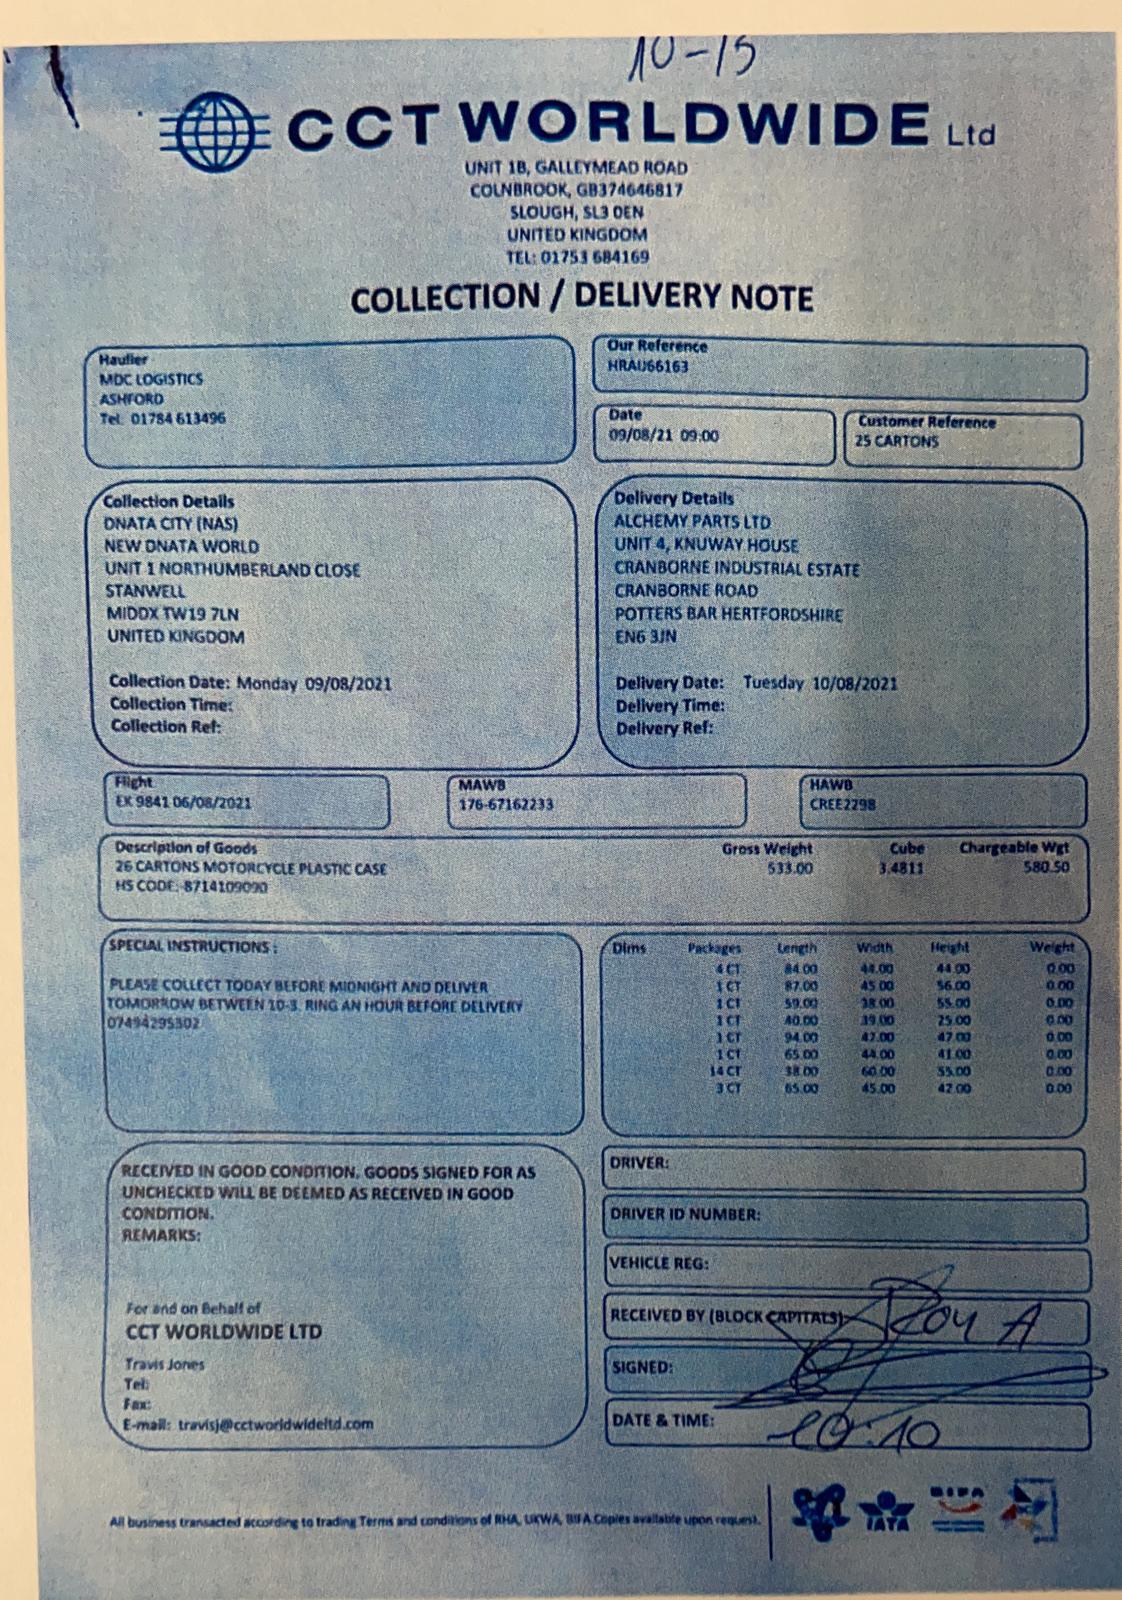 10-15
CCT WORLDWIDE Ltd
UNIT 1B, GALLEYMEAD ROAD
COLNBROOK, GB374646817
SLOUGH, SL3 0EN
UNITED KINGDOM
TEL: 01753 684169
COLLECTION / DELIVERY NOTE
Haulier
MDC LOGISTICS
ASHFORD
Tel: 01784 613496
Our Reference
HRAU66163
Date
09/08/21 09:00
Customer Reference
25 CARTONS
Collection Details
DNATA CITY (NAS)
NEW DNATA WORLD
UNIT 1 NORTHUMBERLAND CLOSE
STANWELL
MIDDX TW19 7LN
UNITED KINGDOM
Collection Date: Monday 09/08/2021
Collection Time:
Collection Ref:
Delivery Details
ALCHEMY PARTS LTD
UNIT 4, KNUWAY HOUSE
CRANBORNE INDUSTRIAL ESTATE
CRANBORNE ROAD
POTTERS BAR HERTFORDSHIRE
EN6 3JN
Delivery Date: Tuesday 10/08/2021
Delivery Time:
Delivery Ref:
Flight
EK 9841 06/08/2021
MAWB
176-67162233
HAWB
CREE2298
Description of Goods Gross Weight Cube Chargeable Wgt
26 CARTONS MOTORCYCLE PLASTIC CASE 533.00 3.4811 580.50
HS CODE: 8714109090
SPECIAL INSTRUCTIONS :
PLEASE COLLECT TODAY BEFORE MIDNIGHT AND DELIVER
TOMORROW BETWEEN 10-3. RING AN HOUR BEFORE DELIVERY
07494295302
Dims Packages Length Width Height Weight
4 CT 84.00 44.00 44.00 0.00
1 CT 87.00 45.00 56.00 0.00
1 CT 59.00 38.00 55.00 0.00
1 CT 40.00 39.00 25.00 0.00
1 CT 94.00 47.00 47.00 0.00
1 CT 65.00 44.00 41.00 0.00
14 CT 38.00 60.00 55.00 0.00
3 CT 65.00 45.00 42.00 0.00
RECEIVED IN GOOD CONDITION. GOODS SIGNED FOR AS
UNCHECKED WILL BE DEEMED AS RECEIVED IN GOOD
CONDITION.
REMARKS:
For and on Behalf of
CCT WORLDWIDE LTD
Travis Jones
Tel:
Fax:
E-mail: travisj@cctworldwideltd.com
DRIVER:
DRIVER ID NUMBER:
VEHICLE REG:
RECEIVED BY (BLOCK CAPITALS) ROY A
SIGNED:
DATE & TIME: 10:10
All business transacted according to trading Terms and conditions of RHA, UKWA, BIFA Copies available upon request.
IATA
BIFA